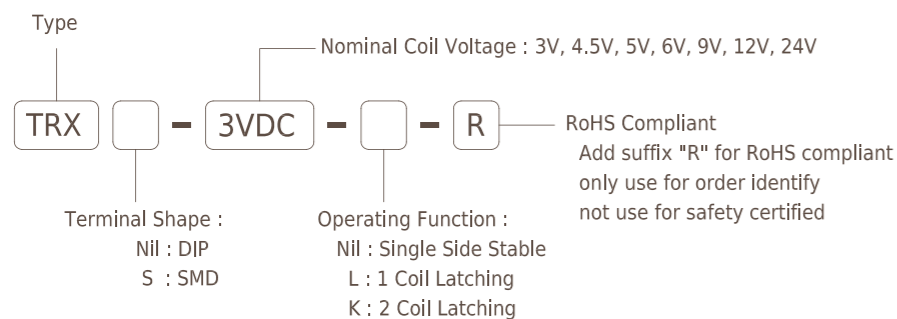 Type
Nominal Coil Voltage : 3V, 4.5V, 5V, 6V, 9V, 12V, 24V
TRX - 3VDC - - R
RoHS Compliant
Add suffix "R" for RoHS compliant
only use for order identify
not use for safety certified
Terminal Shape :
Nil : DIP
S : SMD
Operating Function :
Nil : Single Side Stable
L : 1 Coil Latching
K : 2 Coil Latching